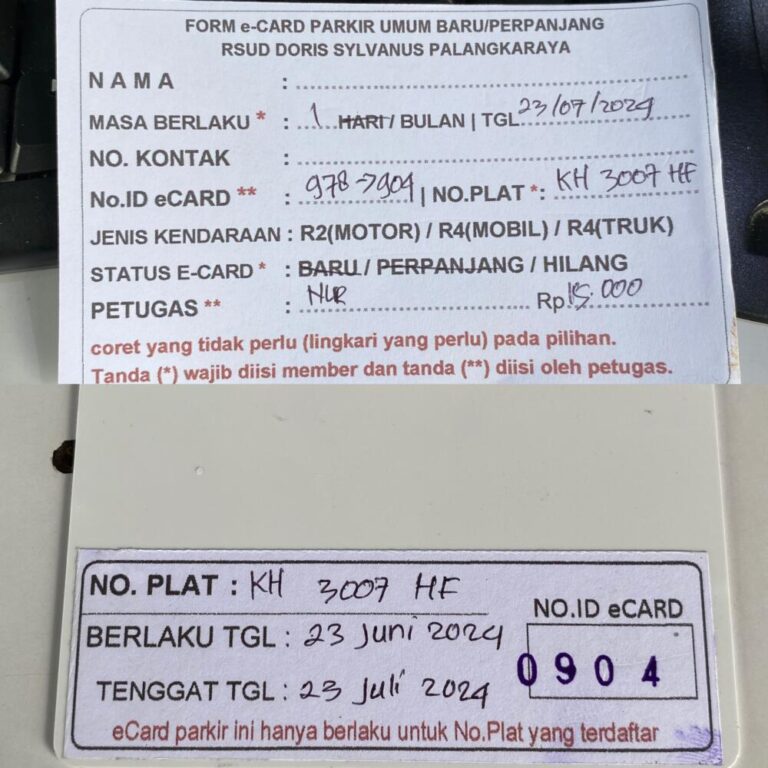 FORM e-CARD PARKIR UMUM BARU/PERPANJANG
RSUD DORIS SYLVANUS PALANGKARAYA
NAMA :
MASA BERLAKU * : 1 HARI / BULAN | TGL 23/07/2024
NO. KONTAK :
No.ID eCARD ** : 978->904 | NO.PLAT *: KH 3007 HF
JENIS KENDARAAN : R2(MOTOR) / R4(MOBIL) / R4(TRUK)
STATUS E-CARD * : BARU / PERPANJANG / HILANG
PETUGAS ** : NUR Rp 15.000
coret yang tidak perlu (lingkari yang perlu) pada pilihan.
Tanda (*) wajib diisi member dan tanda (**) diisi oleh petugas.
NO. PLAT : KH 3007 HF
BERLAKU TGL : 23 Juni 2024
TENGGAT TGL : 23 Juli 2024
NO.ID eCARD
0904
eCard parkir ini hanya berlaku untuk No.Plat yang terdaftar